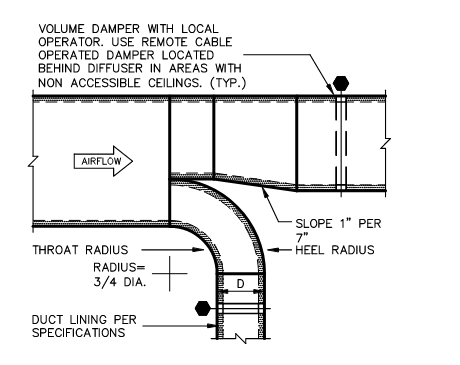 VOLUME DAMPER WITH LOCAL
OPERATOR. USE REMOTE CABLE
OPERATED DAMPER LOCATED
BEHIND DIFFUSER IN AREAS WITH
NON ACCESSIBLE CEILINGS. (TYP.)
AIRFLOW
SLOPE 1" PER
7"
THROAT RADIUS
HEEL RADIUS
RADIUS=
3/4 DIA.
D
DUCT LINING PER
SPECIFICATIONS